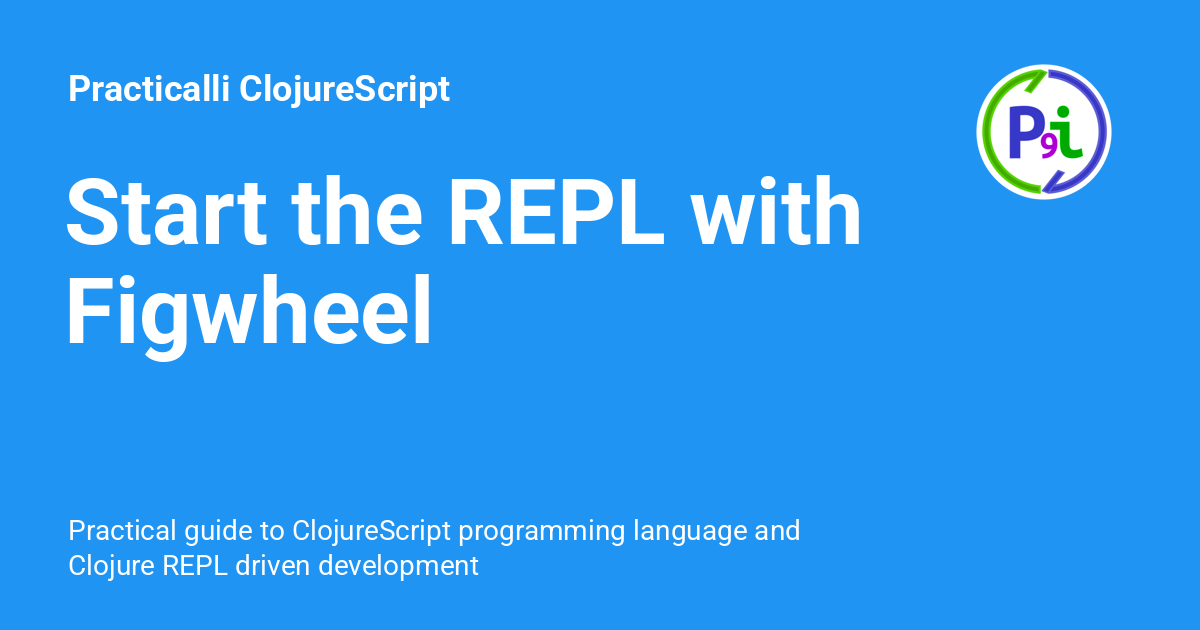 Practicalli ClojureScript
P9i
Start the REPL with
Figwheel
Practical guide to ClojureScript programming language and
Clojure REPL driven development